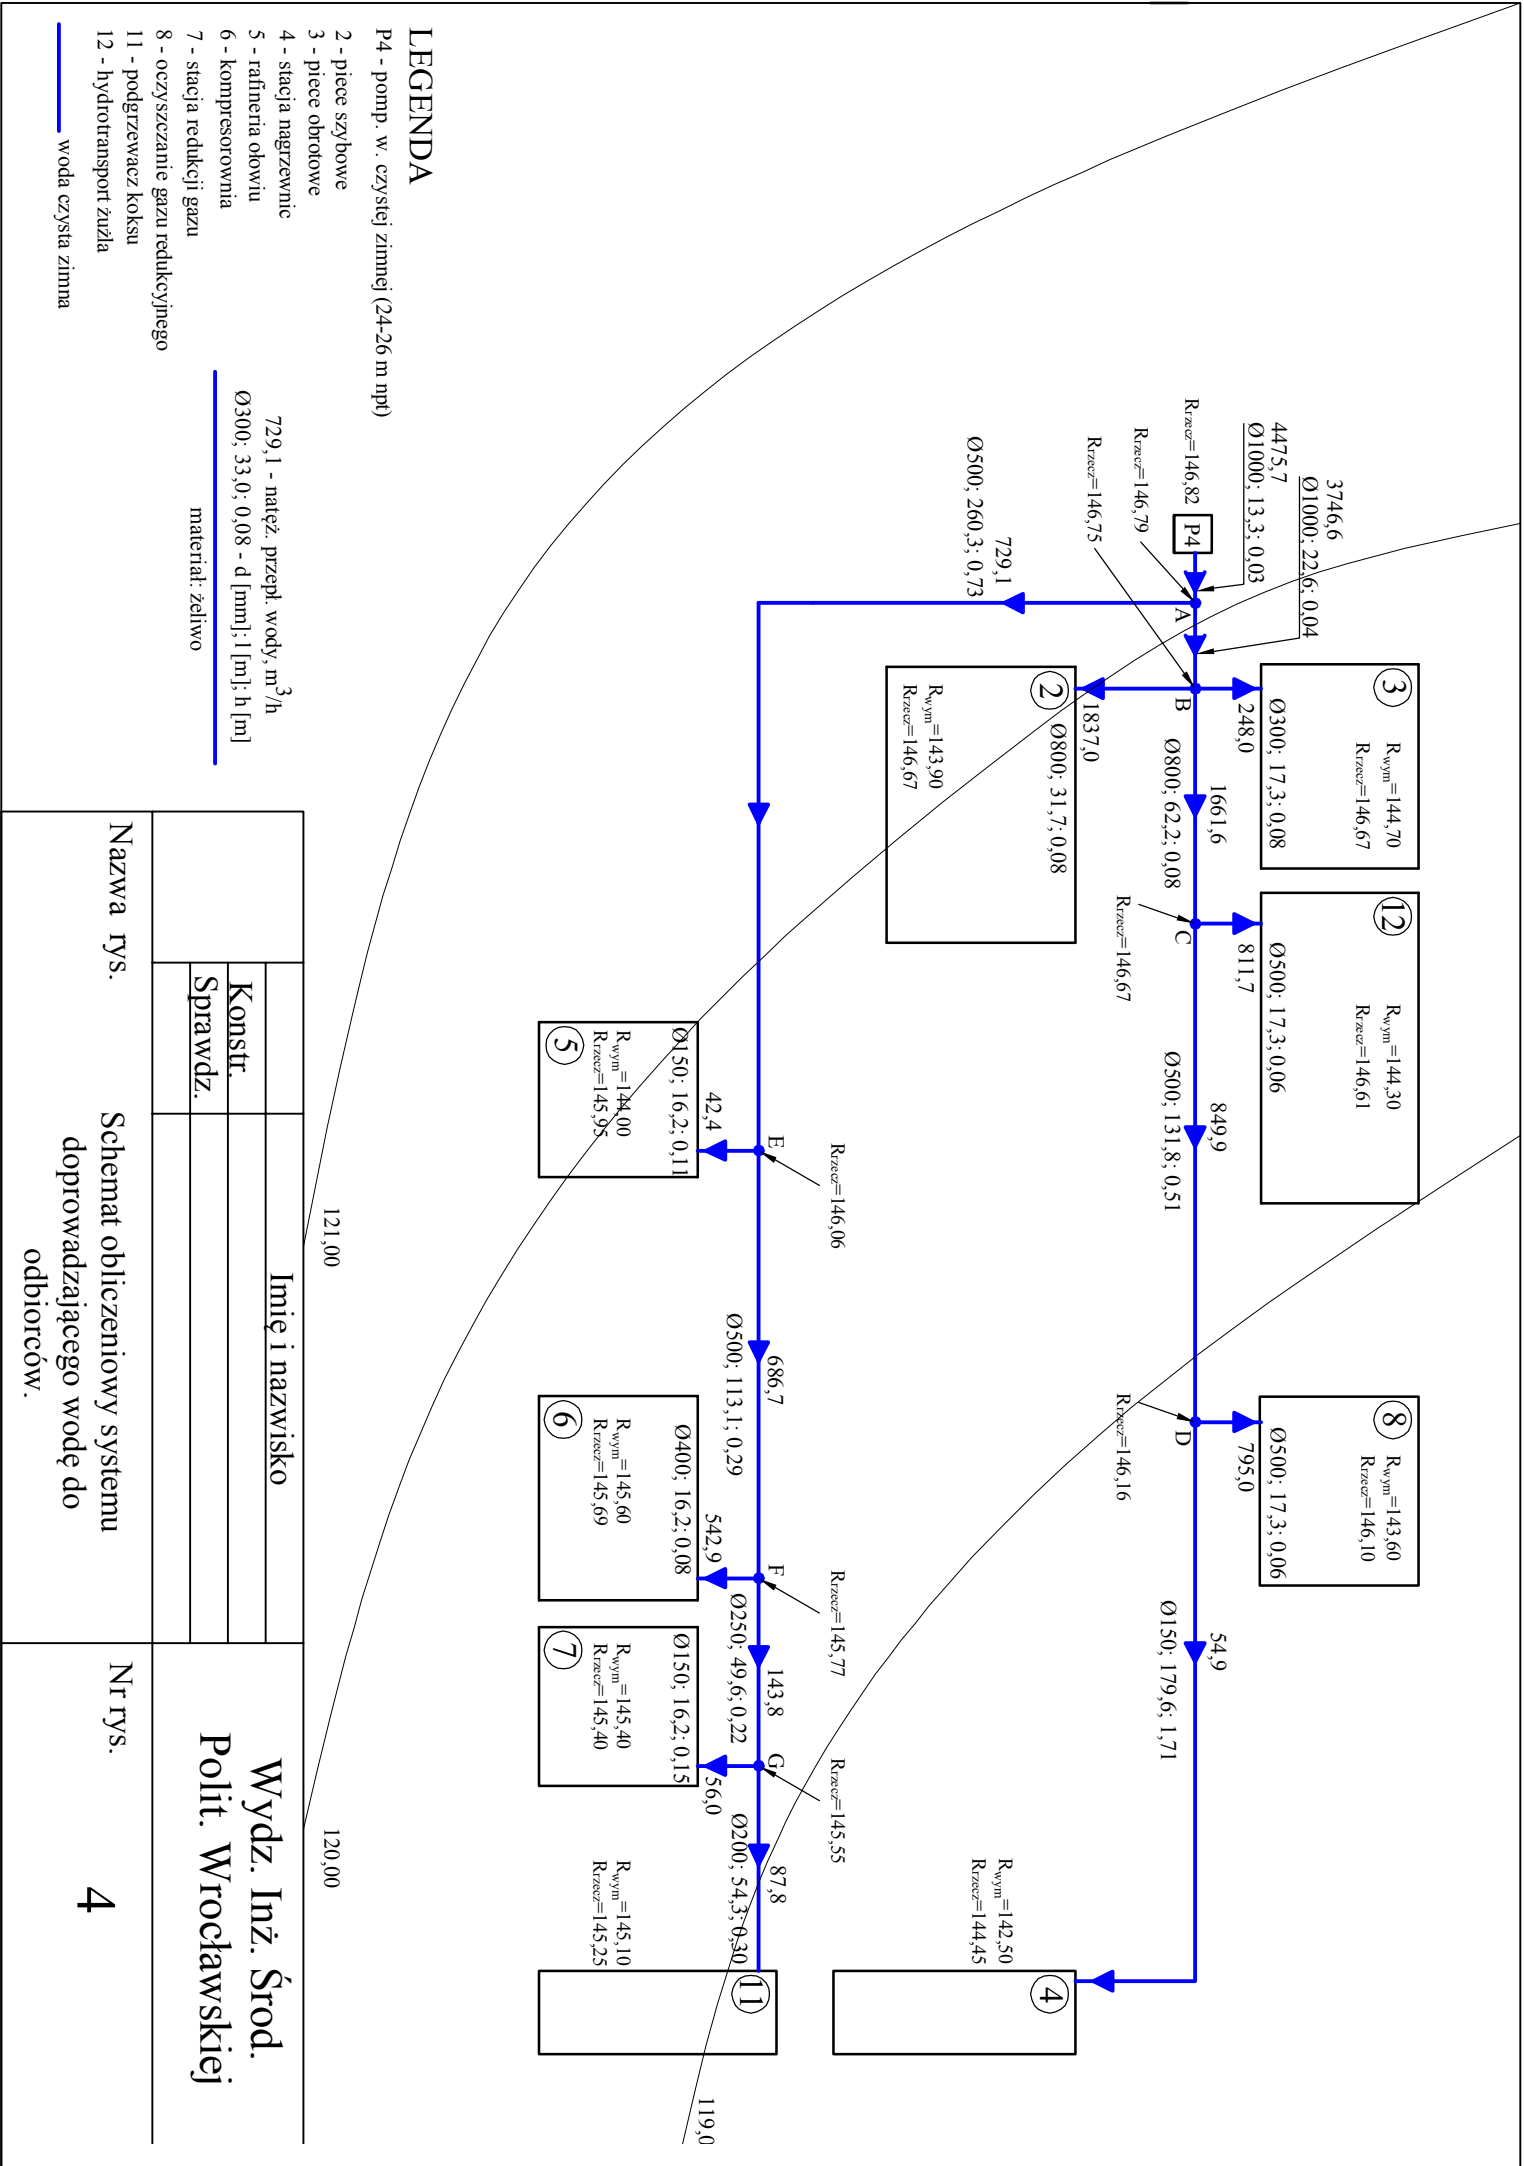 3746,6
Ø1000; 22,6; 0,04
4475,7
Ø1000; 13,3; 0,03
Rrzecz=146,82
P4
Rrzecz=146,79
Rrzecz=146,75
A
B
3
Rwym=144,70
Rrzecz=146,67
Ø300; 17,3; 0,08
248,0
12
Rwym=144,30
Rrzecz=146,61
Ø500; 17,3; 0,06
811,7
8
Rwym=143,60
Rrzecz=146,10
Ø500; 17,3; 0,06
795,0
1661,6
Ø800; 62,2; 0,08
C
Rrzecz=146,67
849,9
Ø500; 131,8; 0,51
D
Rrzecz=146,16
54,9
Ø150; 179,6; 1,71
1837,0
2
Ø800; 31,7; 0,08
Rwym=143,90
Rrzecz=146,67
Rwym=142,50
Rrzecz=144,45
4
729,1
Ø500; 260,3; 0,73
Rrzecz=146,06
E
42,4
Ø150; 16,2; 0,11
Rwym=144,00
Rrzecz=145,95
5
686,7
Ø500; 113,1; 0,29
Rrzecz=145,77
F
542,9
Ø400; 16,2; 0,08
Rwym=145,60
Rrzecz=145,69
6
143,8
Ø250; 49,6; 0,22
Rrzecz=145,55
G
56,0
Ø150; 16,2; 0,15
Rwym=145,40
Rrzecz=145,40
7
87,8
Ø200; 54,3; 0,30
11
Rwym=145,10
Rrzecz=145,25
119,0
121,00
120,00
LEGENDA
P4 - pomp. w. czystej zimnej (24-26 m npt)
2 - piece szybowe
3 - piece obrotowe
4 - stacja nagrzewnic
5 - rafineria ołowiu
6 - kompresorownia
7 - stacja redukcji gazu
8 - oczyszczanie gazu redukcyjnego
11 - podgrzewacz koksu
12 - hydrotransport żużla
woda czysta zimna
729,1 - natęż. przepł. wody, m3/h
Ø300; 33,0; 0,08 - d [mm]; l [m]; h [m]
materiał: żeliwo
Imię i nazwisko
Konstr.
Sprawdz.
Wydz. Inż. Środ.
Polit. Wrocławskiej
Nazwa rys.
Schemat obliczeniowy systemu
doprowadzającego wodę do
odbiorców.
Nr rys.
4